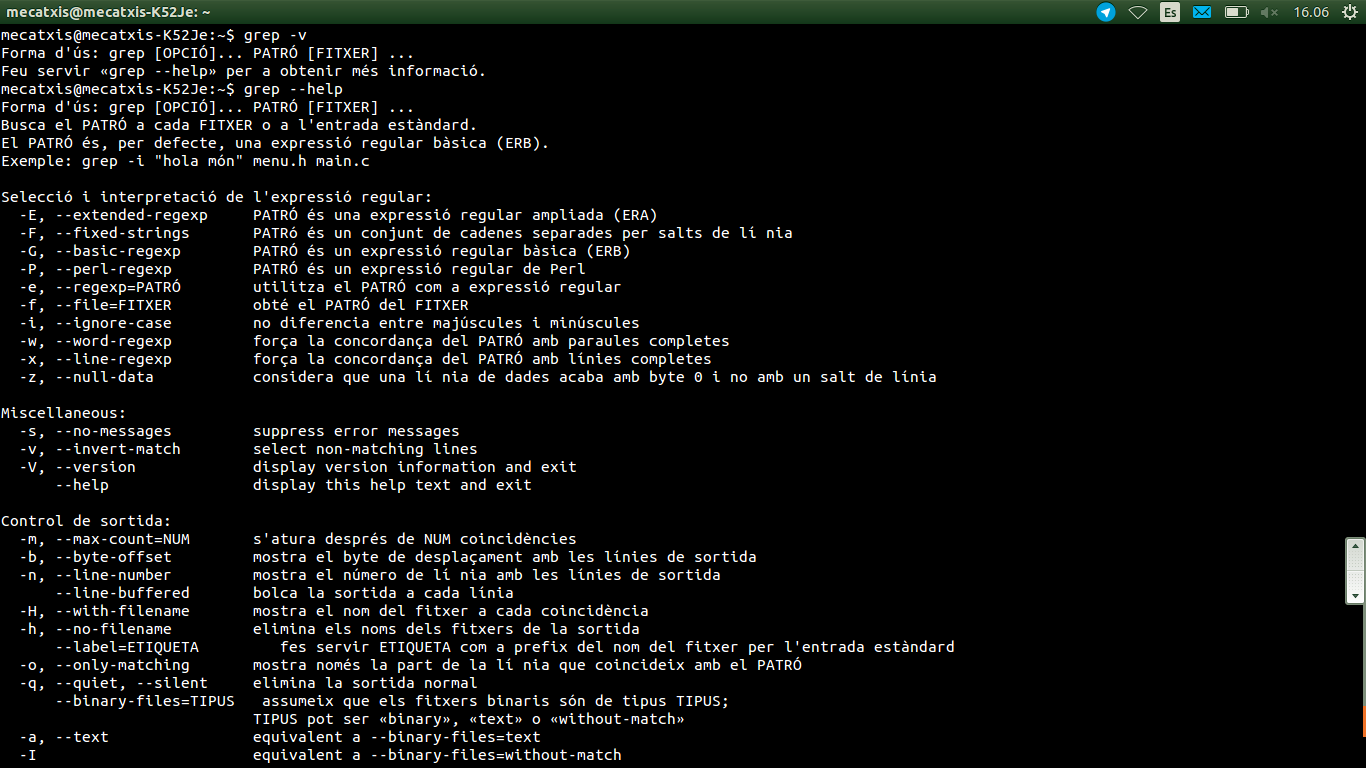 mecatxis@mecatxis-K52Je: ~
Es
16.06
mecatxis@mecatxis-K52Je:~$ grep -v
Forma d'ús: grep [OPCIÓ]... PATRÓ [FITXER] ...
Feu servir «grep --help» per a obtenir més informació.
mecatxis@mecatxis-K52Je:~$ grep --help
Forma d'ús: grep [OPCIÓ]... PATRÓ [FITXER] ...
Busca el PATRÓ a cada FITXER o a l'entrada estàndard.
El PATRÓ és, per defecte, una expressió regular bàsica (ERB).
Exemple: grep -i "hola món" menu.h main.c

Selecció i interpretació de l'expressió regular:
  -E, --extended-regexp     PATRÓ és una expressió regular ampliada (ERA)
  -F, --fixed-strings       PATRó és un conjunt de cadenes separades per salts de lí nia
  -G, --basic-regexp        PATRÓ és un expressió regular bàsica (ERB)
  -P, --perl-regexp         PATRÓ és un expressió regular de Perl
  -e, --regexp=PATRÓ        utilitza el PATRÓ com a expressió regular
  -f, --file=FITXER         obté el PATRÓ del FITXER
  -i, --ignore-case         no diferencia entre majúscules i minúscules
  -w, --word-regexp         força la concordança del PATRÓ amb paraules completes
  -x, --line-regexp         força la concordança del PATRÓ amb línies completes
  -z, --null-data           considera que una lí nia de dades acaba amb byte 0 i no amb un salt de línia

Miscellaneous:
  -s, --no-messages         suppress error messages
  -v, --invert-match        select non-matching lines
  -V, --version             display version information and exit
      --help                display this help text and exit

Control de sortida:
  -m, --max-count=NUM       s'atura després de NUM coincidències
  -b, --byte-offset         mostra el byte de desplaçament amb les línies de sortida
  -n, --line-number         mostra el número de lí nia amb les línies de sortida
      --line-buffered       bolca la sortida a cada línia
  -H, --with-filename       mostra el nom del fitxer a cada coincidència
  -h, --no-filename         elimina els noms dels fitxers de la sortida
      --label=ETIQUETA         fes servir ETIQUETA com a prefix del nom del fitxer per l'entrada estàndard
  -o, --only-matching       mostra només la part de la lí nia que coincideix amb el PATRÓ
  -q, --quiet, --silent     elimina la sortida normal
      --binary-files=TIPUS   assumeix que els fitxers binaris són de tipus TIPUS;
                            TIPUS pot ser «binary», «text» o «without-match»
  -a, --text                equivalent a --binary-files=text
  -I                        equivalent a --binary-files=without-match